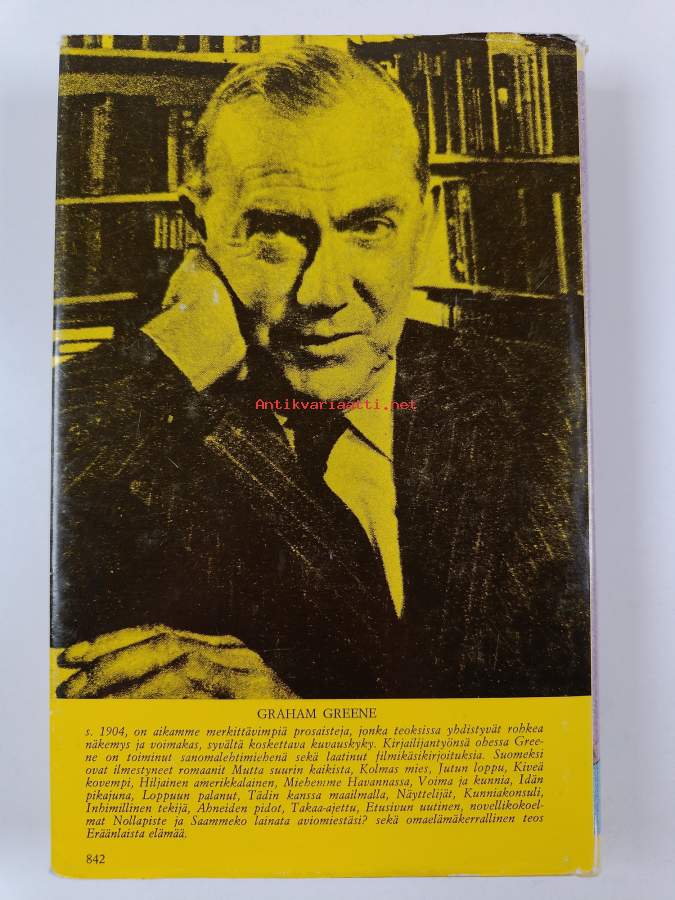 Antikvariaatti.net
GRAHAM GREENE
s. 1904, on aikamme merkittävimpiä prosaisteja, jonka teoksissa yhdistyvät rohkea
näkemys ja voimakas, syvältä koskettava kuvauskyky. Kirjailijantyönsä ohessa Gree-
ne on toiminut sanomalehtimiehenä sekä laatinut filmikäsikirjoituksia. Suomeksi
ovat ilmestyneet romaanit Mutta suurin kaikista, Kolmas mies, Jutun loppu, Kiveä
kovempi, Hiljainen amerikkalainen, Miehemme Havannassa, Voima ja kunnia, Idän
pikajuna, Loppuun palanut, Tädin kanssa maailmalla, Näyttelijät, Kunniakonsuli,
Inhimillinen tekijä, Ahneiden pidot, Takaa-ajettu, Etusivun uutinen, novellikokoel-
mat Nollapiste ja Saammeko lainata aviomiestäsi? sekä omaelämäkerrallinen teos
Eräänlaista elämää.
842